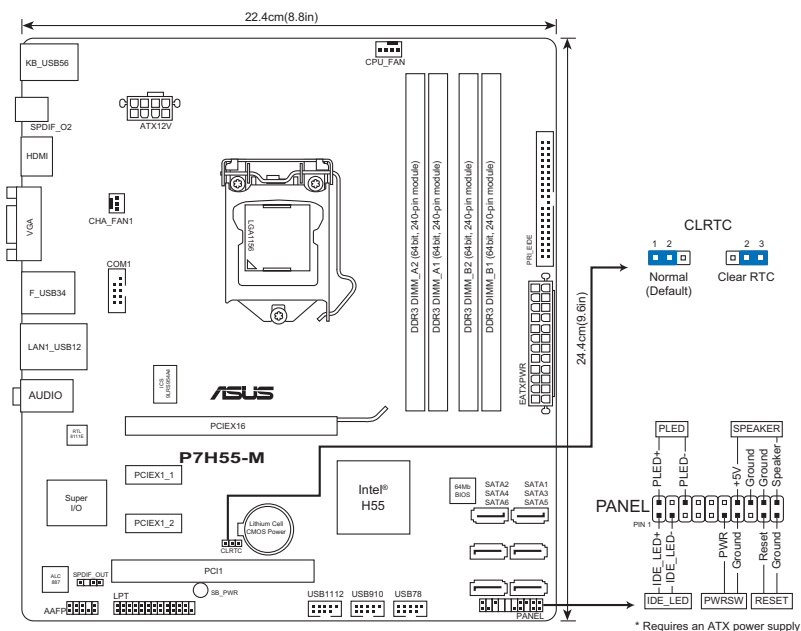 22.4cm(8.8in)
KB_USB56
CPU_FAN
SPDIF_O2
ATX12V
HDMI
VGA
CHA_FAN1
LGA1156
DDR3 DIMM_A2 (64bit, 240-pin module)
DDR3 DIMM_A1 (64bit, 240-pin module)
DDR3 DIMM_B2 (64bit, 240-pin module)
DDR3 DIMM_B1 (64bit, 240-pin module)
PRI_EIDE
24.4cm(9.6in)
CLRTC
1 2
2 3
Normal
(Default)
Clear RTC
COM1
F_USB34
LAN1_USB12
EATXPWR
AUDIO
ICS
ASUS
RTL
8111E
PCIEX16
P7H55-M
PCIEX1_1
Super
I/O
PCIEX1_2
Lithium Cell
CMOS Power
CLRTC
Intel®
H55
64Mb
BIOS
SATA2
SATA4
SATA6
SATA1
SATA3
SATA5
PCI1
ALC
887
SPDIF_OUT
SB_PWR
AAFP
LPT
USB1112
USB910
USB78
PANEL
PLED
SPEAKER
PLED+
PLED-
+5V
Ground
Ground
Speaker
PANEL
PIN 1
IDE_LED+
IDE_LED-
PWR
Ground
Reset
Ground
IDE_LED
PWRSW
RESET
* Requires an ATX power supply